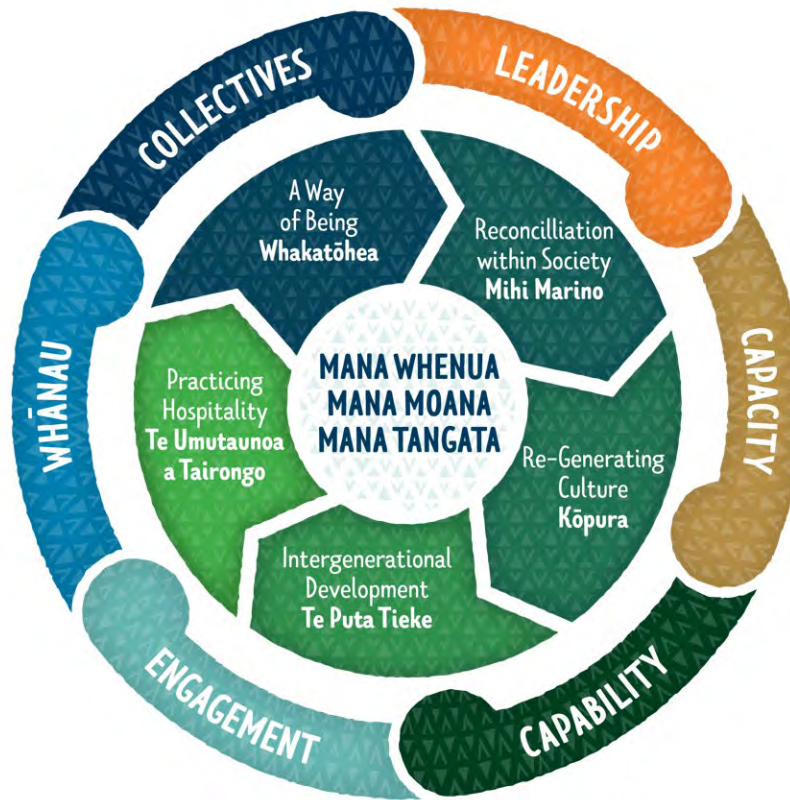 COLLECTIVES
LEADERSHIP
CAPACITY
CAPABILITY
ENGAGEMENT
WHĀNAU
A Way
of Being
Whakatōhea
Reconcilliation
within Society
Mihi Marino
Re-Generating
Culture
Kōpura
Intergenerational
Development
Te Puta Tieke
Practicing
Hospitality
Te Umutaunoa
a Tairongo
MANA WHENUA
MANA MOANA
MANA TANGATA